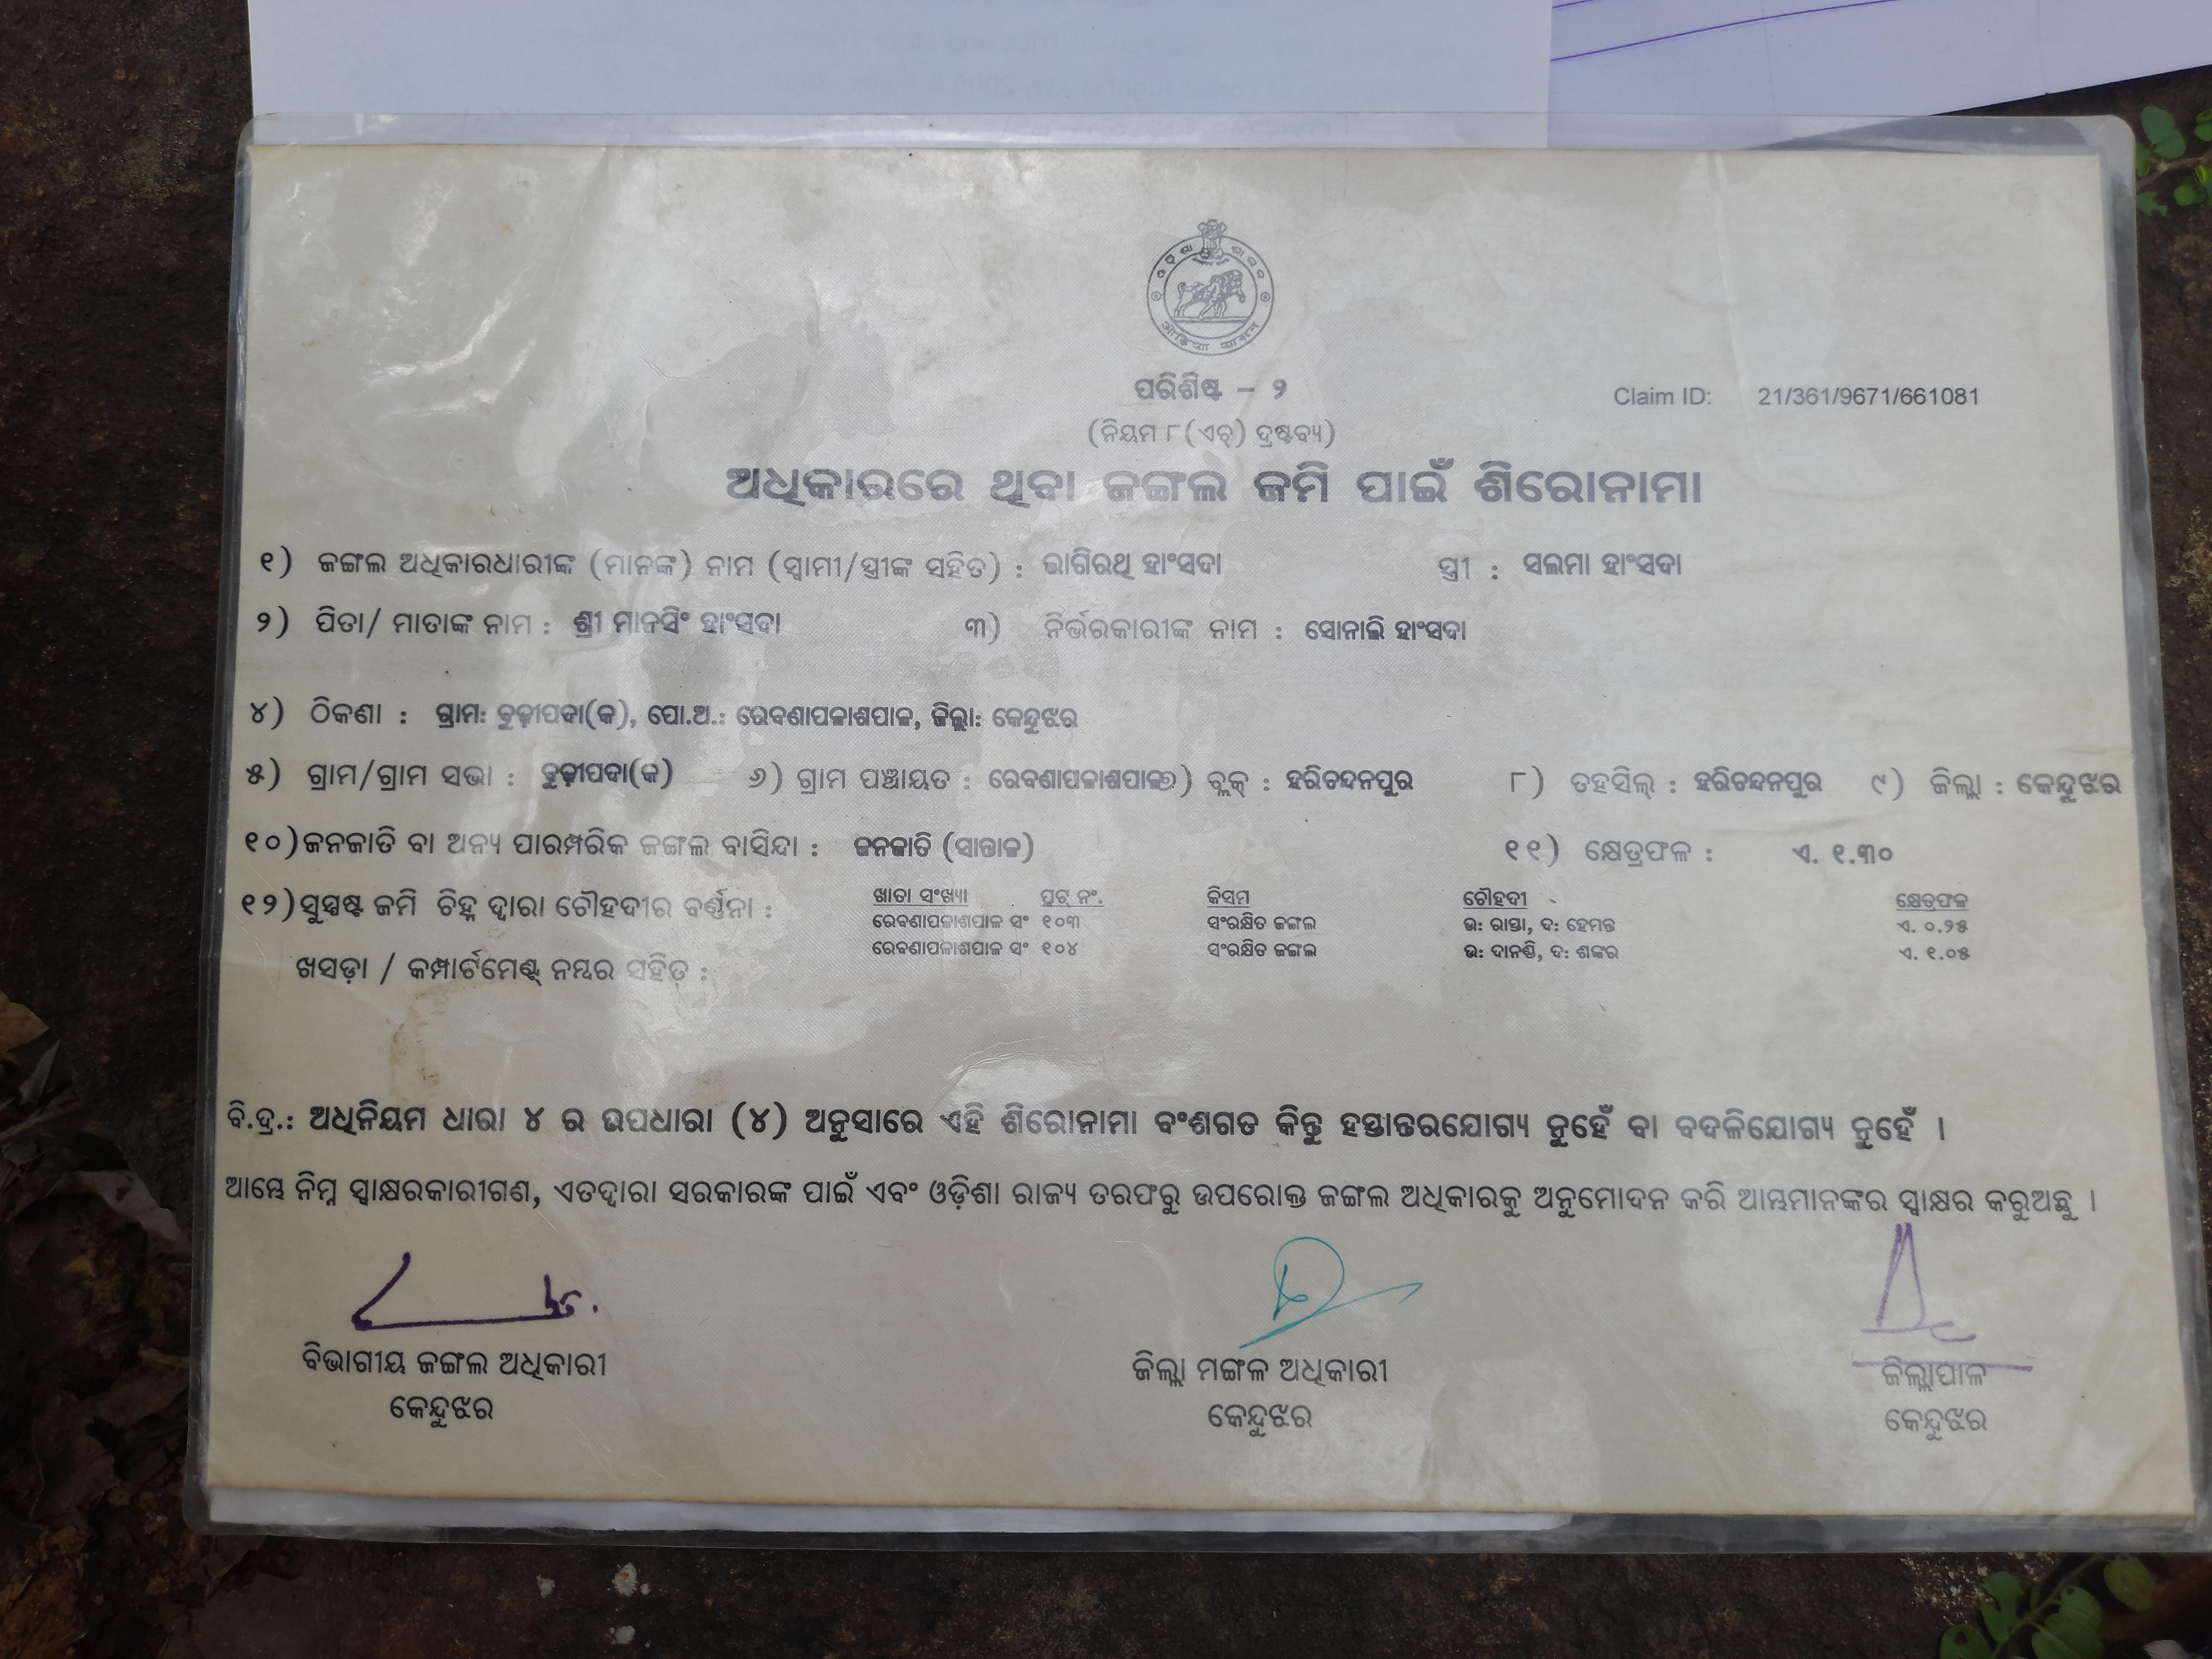 ପରିଶିଷ୍ଟ – ୨
Claim ID: 21/361/9671/661081
(ନିୟମ ୮(ଏଚ୍) ଦ୍ରଷ୍ଟବ୍ୟ)
ଅଧିକାରରେ ଥିବା ଜଙ୍ଗଲ ଜମି ପାଇଁ ଶିରୋନାମା
୧) ଜଙ୍ଗଲ ଅଧିକାରଧାରୀଙ୍କ (ମାନଙ୍କ) ନାମ (ସ୍ୱାମୀ/ସ୍ତ୍ରୀଙ୍କ ସହିତ) : ଭାଗିରଥି ହାଂସଦା ସ୍ତ୍ରୀ : ସଲମା ହାଂସଦା
୨) ପିତା/ ମାତାଙ୍କ ନାମ : ଶ୍ରୀ ମାନସିଂ ହାଂସଦା ୩) ନିର୍ଭରକାରୀଙ୍କ ନାମ : ସୋନାଲି ହାଂସଦା
୪) ଠିକଣା : ଗ୍ରାମ: ବୁଢ଼ୀପଦା(କ), ପୋ.ଅ.: ରେବଣାପଳାଶପାଳ, ଜିଲ୍ଲା: କେନ୍ଦୁଝର
୫) ଗ୍ରାମ/ଗ୍ରାମ ସଭା : ବୁଢ଼ୀପଦା(କ) ୬) ଗ୍ରାମ ପଞ୍ଚାୟତ : ରେବଣାପଳାଶପାଳ ୭) ବ୍ଲକ୍ : ହରିଚନ୍ଦନପୁର ୮) ତହସିଲ୍ : ହରିଚନ୍ଦନପୁର ୯) ଜିଲ୍ଲା : କେନ୍ଦୁଝର
୧୦) ଜନଜାତି ବା ଅନ୍ୟ ପାରମ୍ପରିକ ଜଙ୍ଗଲ ବାସିନ୍ଦା : ଜନଜାତି (ସାନ୍ତାଳ) ୧୧) କ୍ଷେତ୍ରଫଳ : ଏ. ୧.୩୦
୧୨) ସୁସ୍ପଷ୍ଟ ଜମି ଚିହ୍ନ ଦ୍ୱାରା ଚୌହଦୀର ବର୍ଣ୍ଣନା :
ଖାତା ସଂଖ୍ୟା ପ୍ଲଟ୍ ନଂ. କିସମ ଚୌହଦୀ କ୍ଷେତ୍ରଫଳ
ରେବଣାପଳାଶପାଳ ସଂ ୧୦୩ ସଂରକ୍ଷିତ ଜଙ୍ଗଲ ଉ: ରାସ୍ତା, ଦ: ହେମନ୍ତ ଏ. ୦.୨୫
ରେବଣାପଳାଶପାଳ ସଂ ୧୦୪ ସଂରକ୍ଷିତ ଜଙ୍ଗଲ ଉ: ଦାନଣ୍ଡି, ଦ: ଶଙ୍କର ଏ. ୧.୦୫
ଖସଡ଼ା / କମ୍ପାର୍ଟମେଣ୍ଟ୍ ନମ୍ବର ସହିତ :
ବି.ଦ୍ର.: ଅଧିନିୟମ ଧାରା ୪ ର ଉପଧାରା (୪) ଅନୁସାରେ ଏହି ଶିରୋନାମା ବଂଶଗତ କିନ୍ତୁ ହସ୍ତାନ୍ତରଯୋଗ୍ୟ ନୁହେଁ ବା ବଦଳିଯୋଗ୍ୟ ନୁହେଁ ।
ଆମ୍ଭେ ନିମ୍ନ ସ୍ୱାକ୍ଷରକାରୀଗଣ, ଏତଦ୍ୱାରା ସରକାରଙ୍କ ପାଇଁ ଏବଂ ଓଡ଼ିଶା ରାଜ୍ୟ ତରଫରୁ ଉପରୋକ୍ତ ଜଙ୍ଗଲ ଅଧିକାରକୁ ଅନୁମୋଦନ କରି ଆମ୍ଭମାନଙ୍କର ସ୍ୱାକ୍ଷର କରୁଅଛୁ ।
ବିଭାଗୀୟ ଜଙ୍ଗଲ ଅଧିକାରୀ ଜିଲ୍ଲା ମଙ୍ଗଳ ଅଧିକାରୀ ଜିଲ୍ଲାପାଳ
କେନ୍ଦୁଝର କେନ୍ଦୁଝର କେନ୍ଦୁଝର